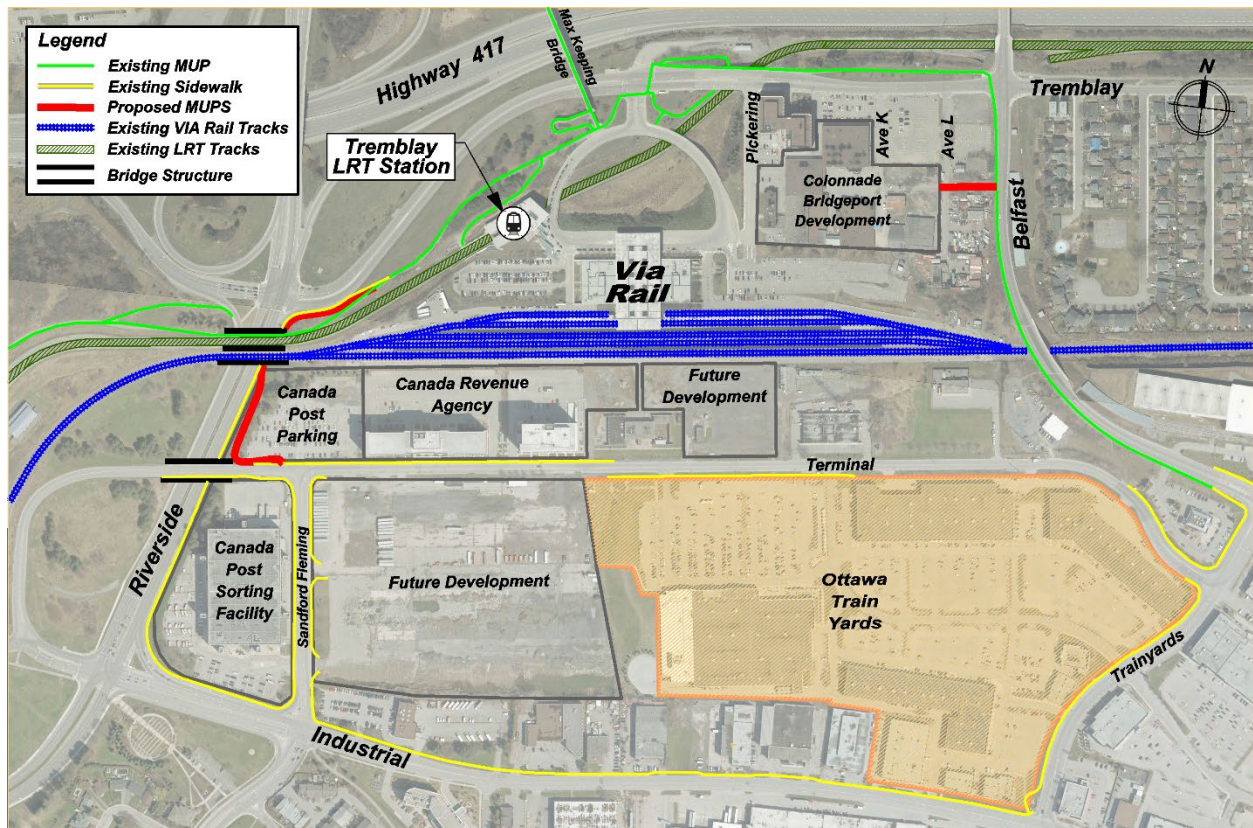 Legend
Existing MUP
Existing Sidewalk
Proposed MUPS
Existing VIA Rail Tracks
Existing LRT Tracks
Bridge Structure
Highway 417
Max Keeping
Bridge
N
Tremblay
Tremblay
LRT Station
Pickering
Ave K
Ave L
Belfast
Colonnade
Bridgeport
Development
Via
Rail
Canada
Post
Parking
Canada Revenue
Agency
Future
Development
Terminal
Riverside
Canada
Post
Sorting
Facility
Sandford Fleming
Future Development
Ottawa
Train
Yards
Trainyards
Industrial